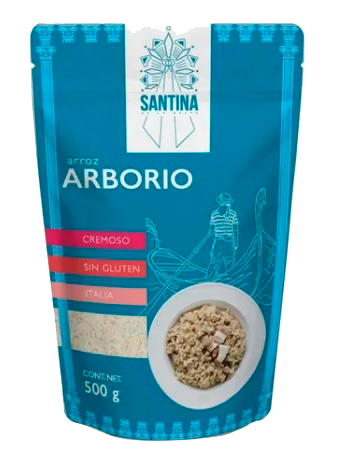 SANTINA
arroz
ARBORIO
CREMOSO
SIN GLUTEN
ITALIA
CONT. NET.
500 g